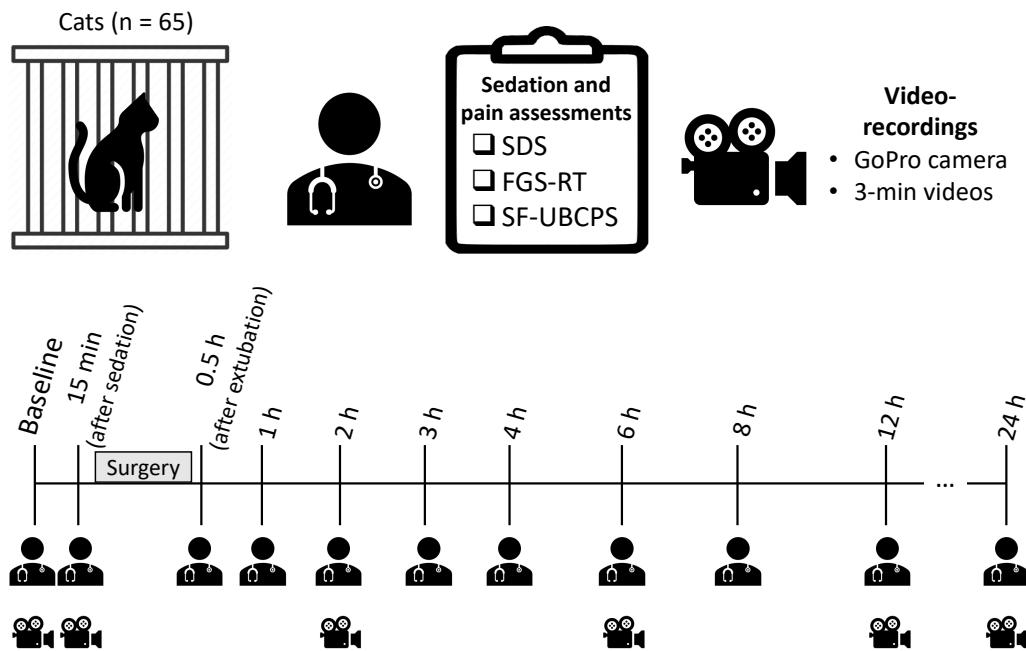 Cats (n = 65)
Sedation and
pain assessments
❑ SDS
❑ FGS-RT
❑ SF-UBCPS
Video-
recordings
• GoPro camera
• 3-min videos
Baseline
15 min
(after sedation)
Surgery
0.5 h
(after extubation)
1 h
2 h
3 h
4 h
6 h
8 h
12 h
...
24 h